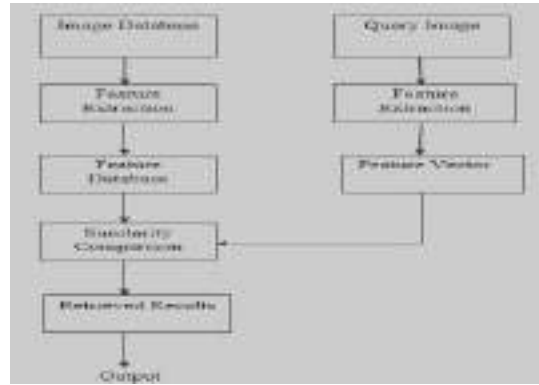 Image Database
Feature
Extraction
Feature
Database
Similarity
Comparison
Retrieved Results
Output
Query Image
Feature
Extraction
Feature Vector